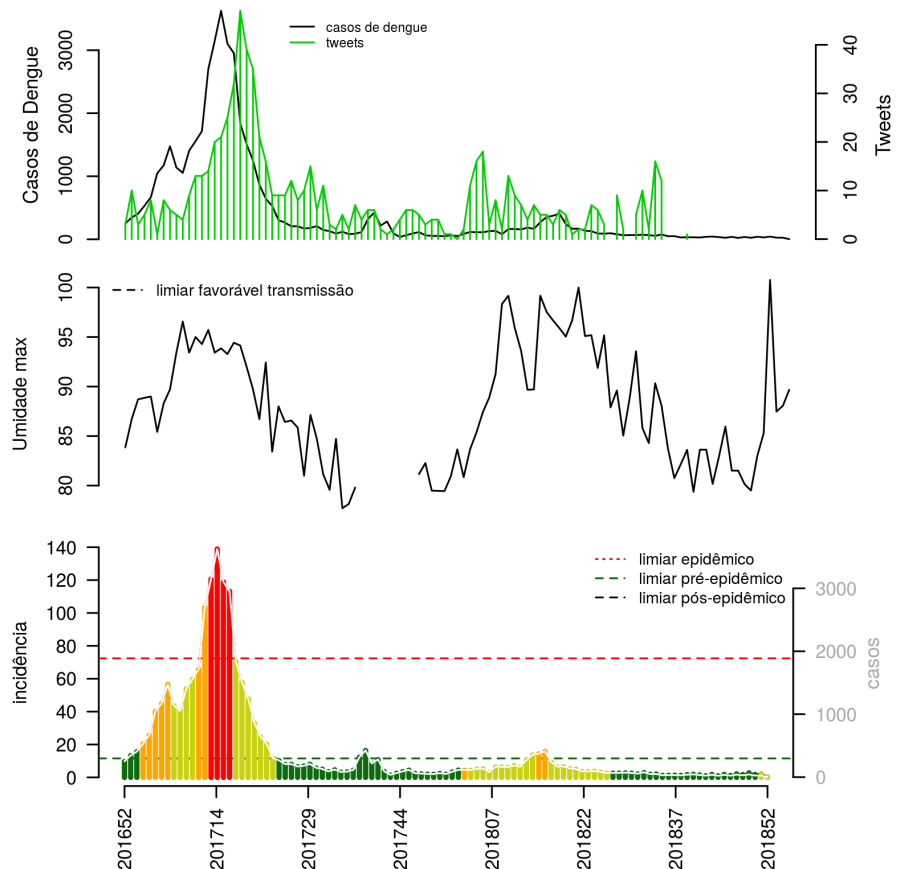 casos de dengue
tweets
Casos de Dengue
0 1000 2000 3000
0 10 20 30 40
Tweets
limiar favorável transmissão
Umidade max
80 85 90 95 100
limiar epidêmico
limiar pré-epidêmico
limiar pós-epidêmico
incidência
140
120
100
80
60
40
20
0
3000
2000
1000
0
casos
201652 201714 201729 201744 201807 201822 201837 201852